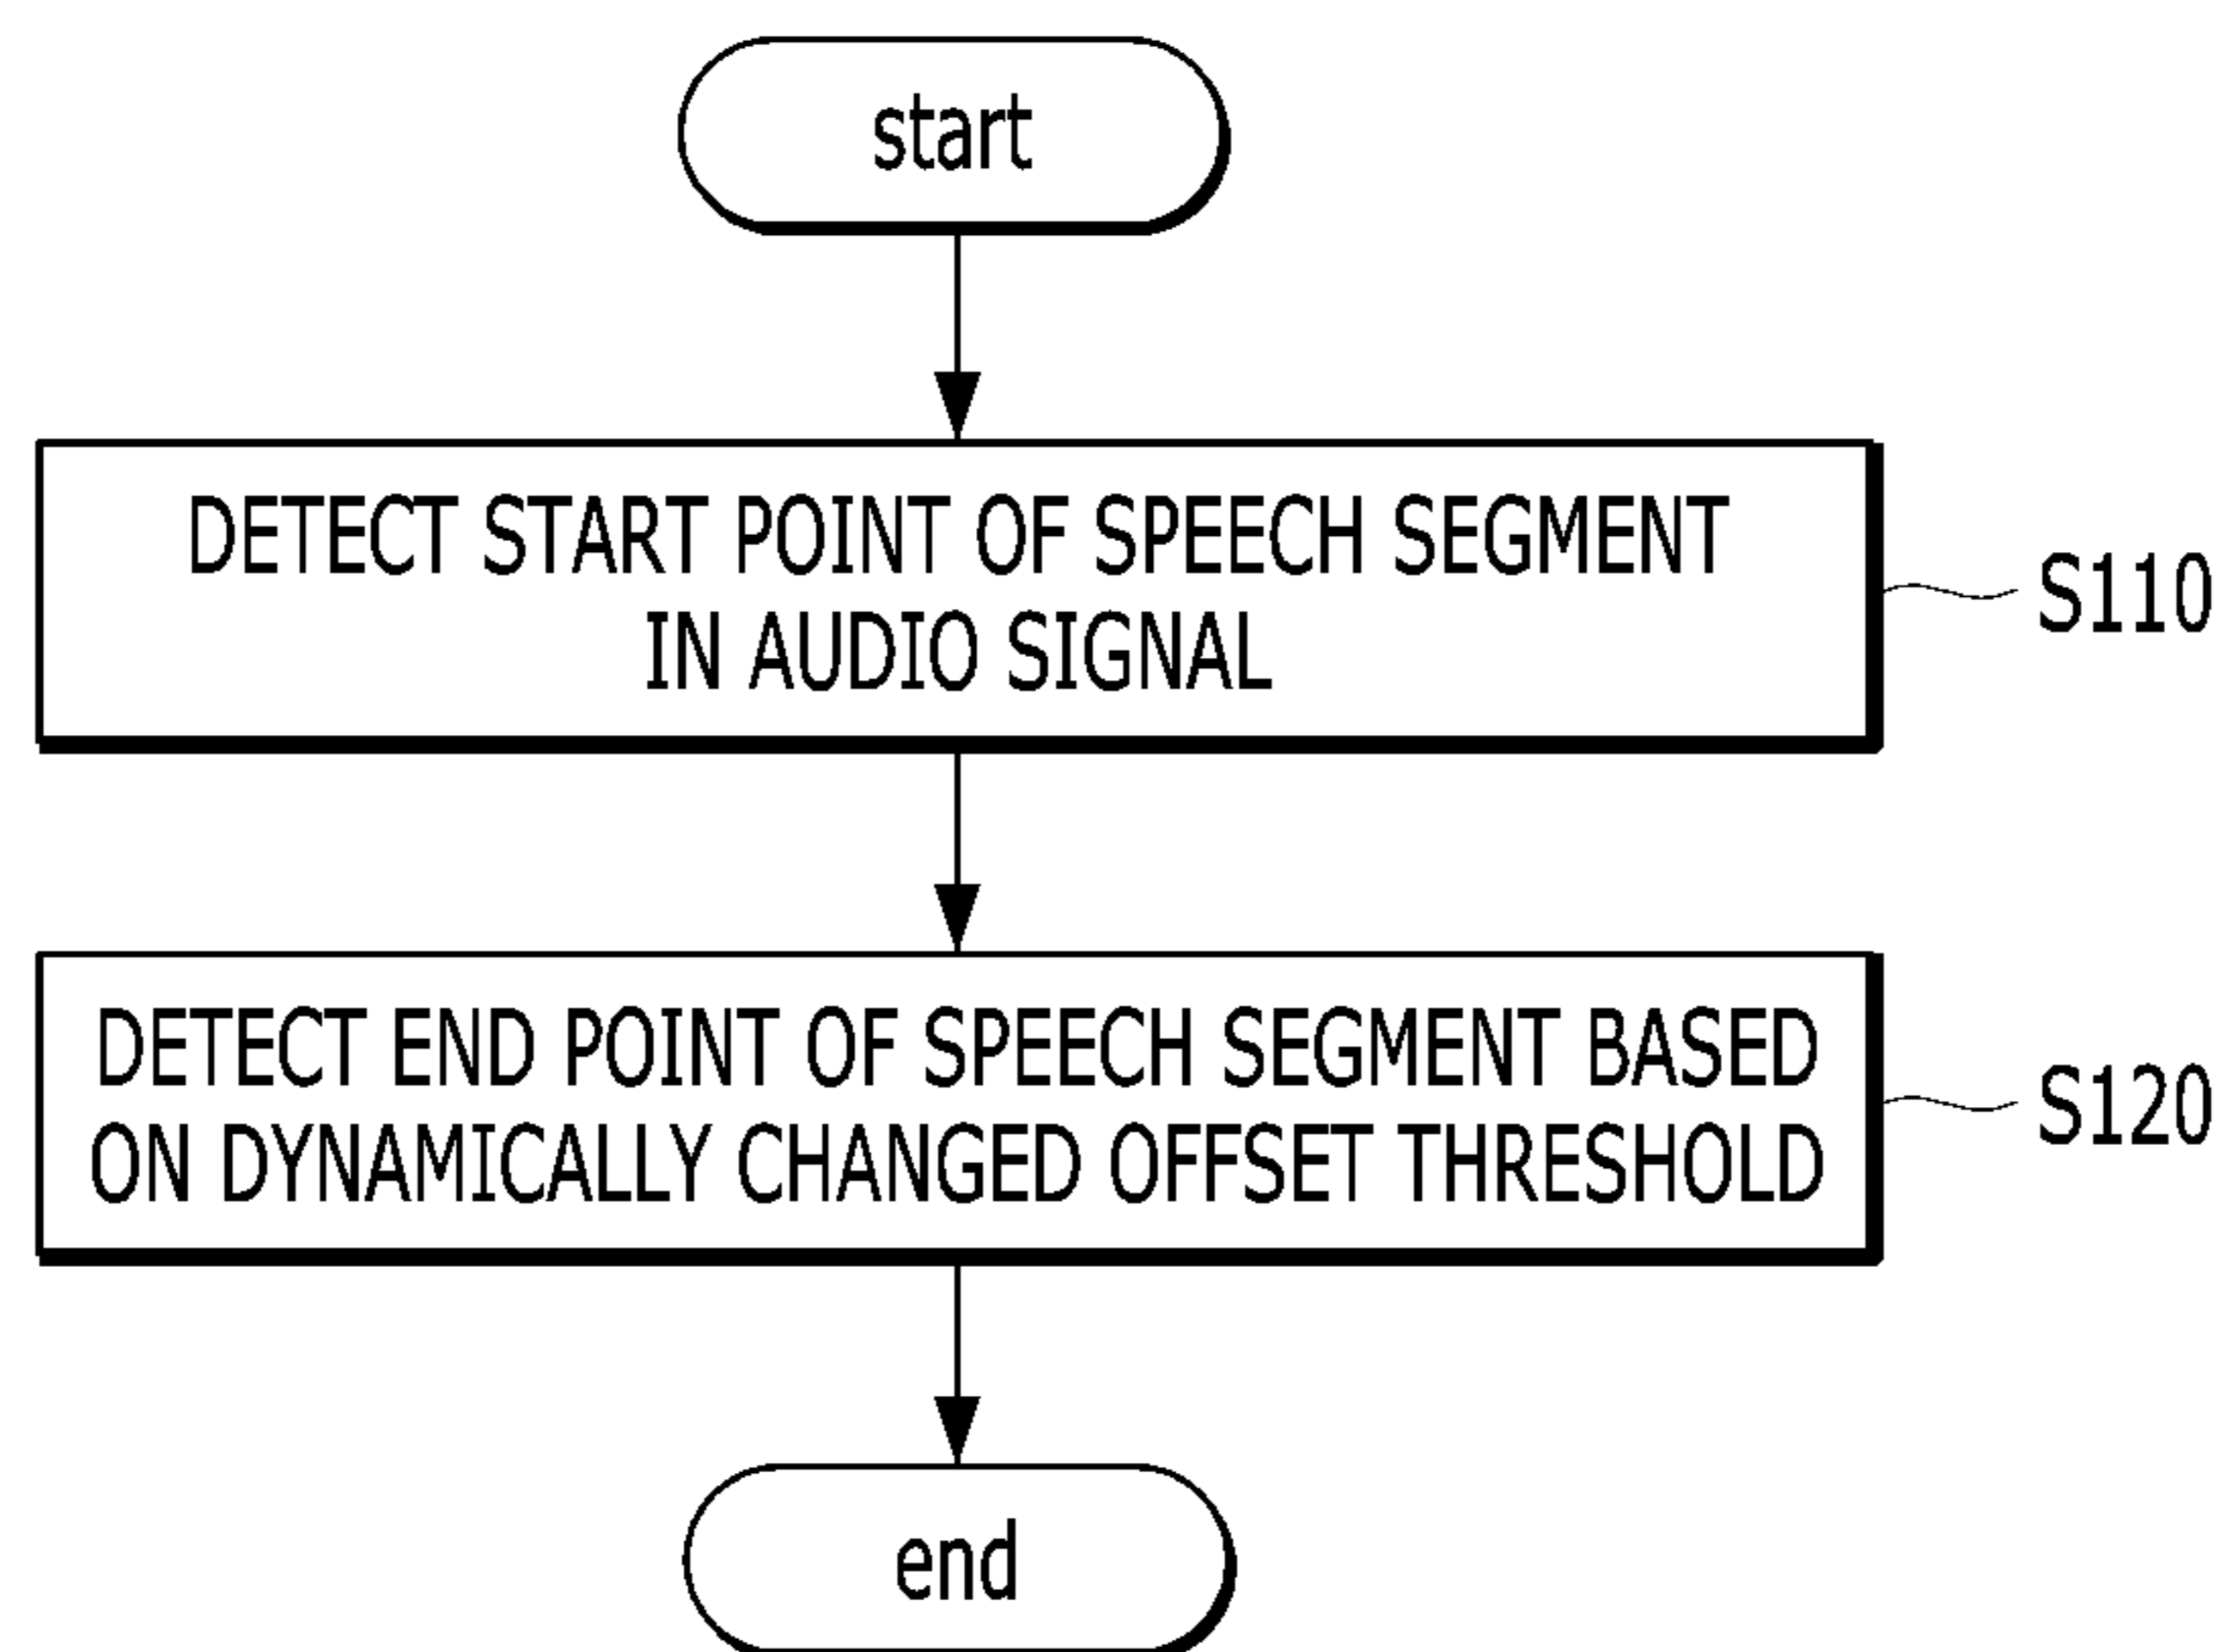 start
DETECT START POINT OF SPEECH SEGMENT
IN AUDIO SIGNAL
S110
DETECT END POINT OF SPEECH SEGMENT BASED
ON DYNAMICALLY CHANGED OFFSET THRESHOLD
S120
end